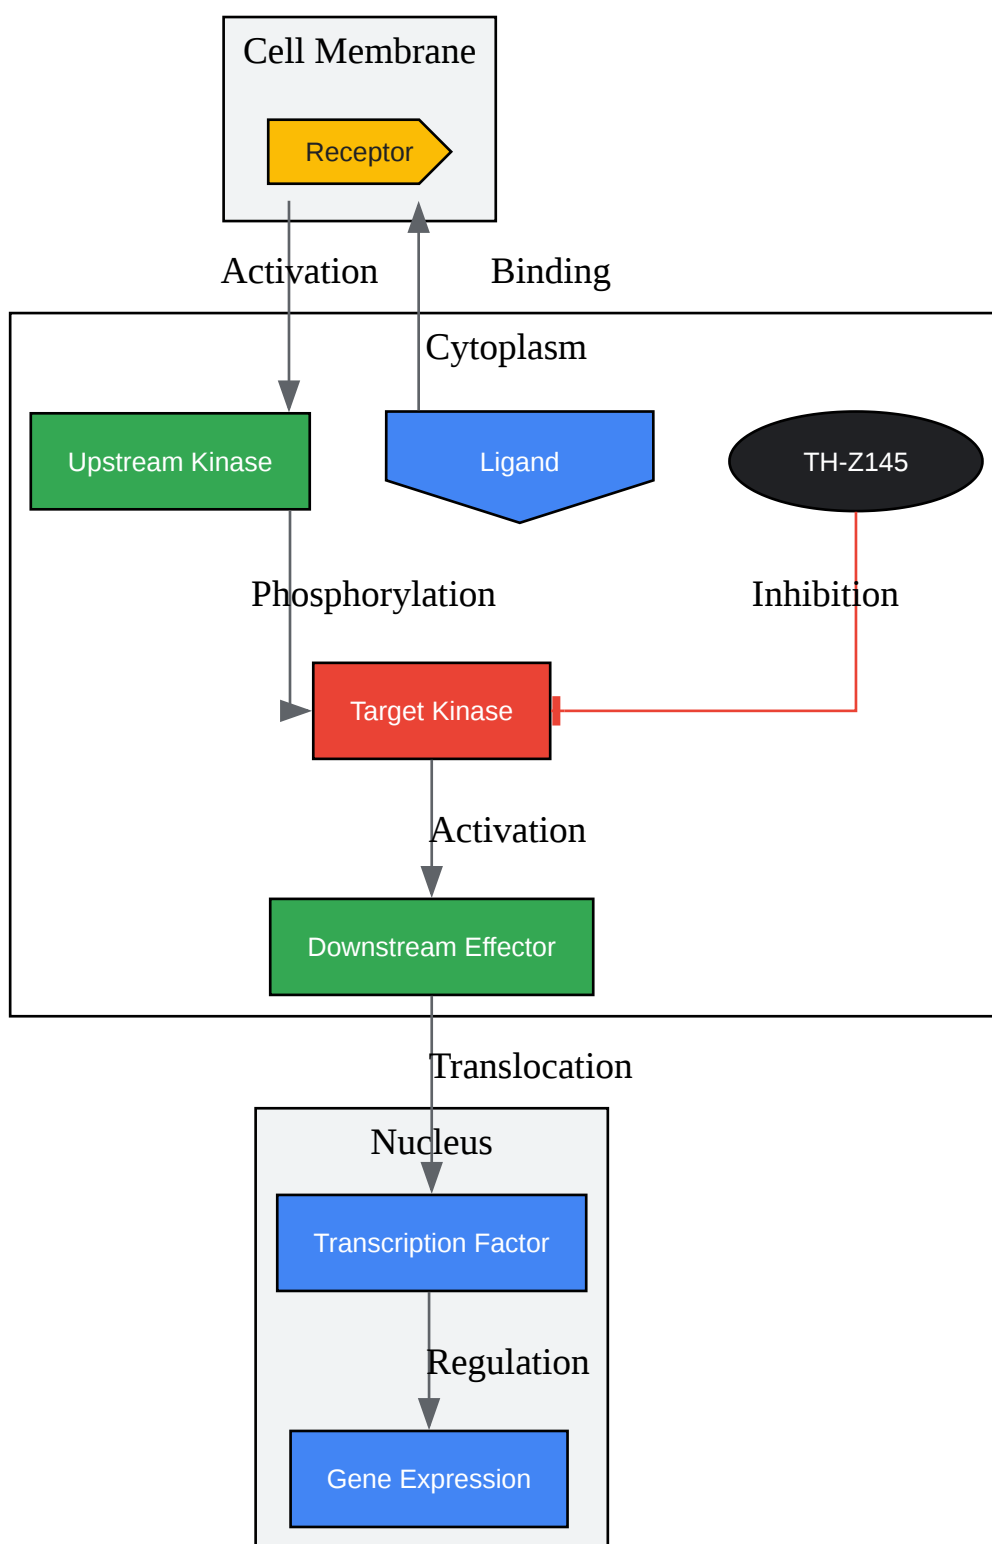 Cell Membrane
Receptor
Activation
Binding
Cytoplasm
Upstream Kinase
Ligand
TH-Z145
Phosphorylation
Inhibition
Target Kinase
Activation
Downstream Effector
Translocation
Nucleus
Transcription Factor
Regulation
Gene Expression